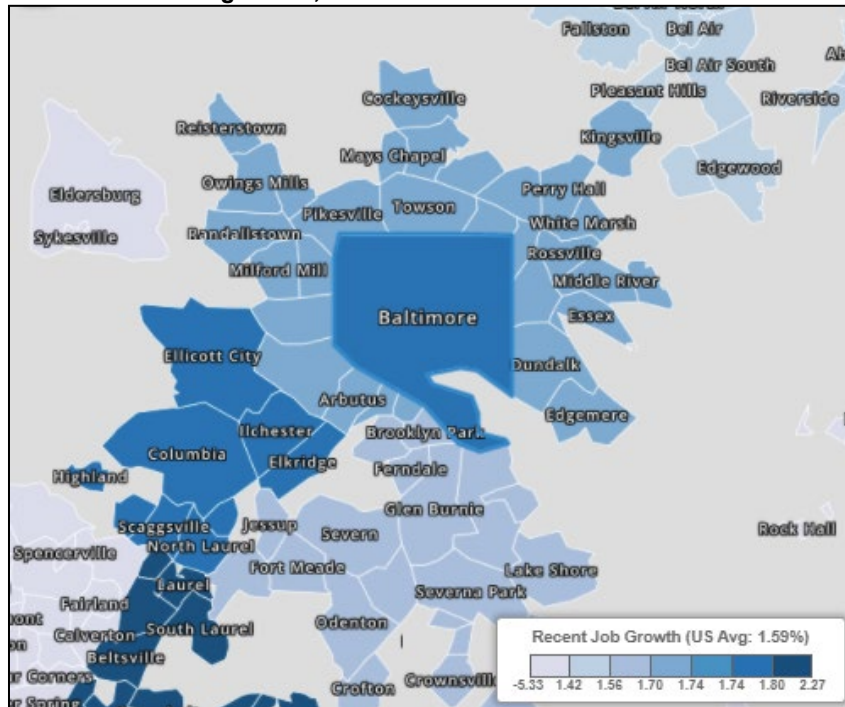 Fallston
Bel Air
Bel Air South
Cockeysville
Pleasant Hills
Riverside
Reisterstown
Kingsville
Mays Chapel
Edgewood
Owings Mills
Perry Hall
Eldersburg
Pikesville
Towson
White Marsh
Randallstown
Sykesville
Rossville
Milford Mill
Middle River
Baltimore
Essex
Ellicott City
Dundalk
Arbutus
Edgemere
Ilchester
Brooklyn Park
Columbia
Elkridge
Highland
Ferndale
Glen Burnie
Scaggsville
Jessup
Severn
Rock Hall
North Laurel
Spencerville
Fort Meade
Lake Shore
Laurel
Severna Park
Fairland
South Laurel
Odenton
Calverton
Beltsville
Recent Job Growth (US Avg: 1.59%)
Crofton
Crownsville
-5.33 1.42 1.56 1.70 1.74 1.74 1.80 2.27